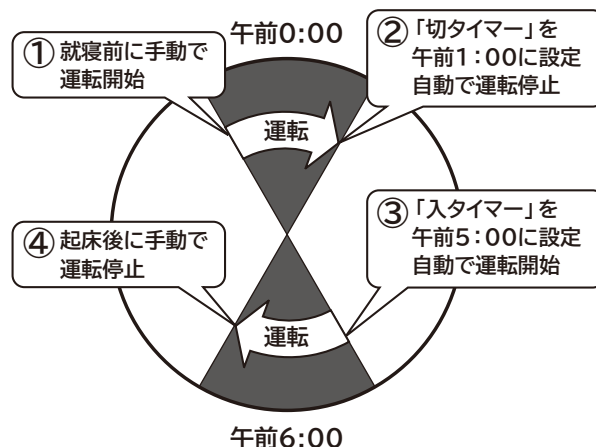 午前0:00
① 就寝前に手動で
運転開始
② 「切タイマー」を
午前1：00に設定
自動で運転停止
運転
③ 「入タイマー」を
午前5：00に設定
自動で運転開始
④ 起床後に手動で
運転停止
運転
午前6:00